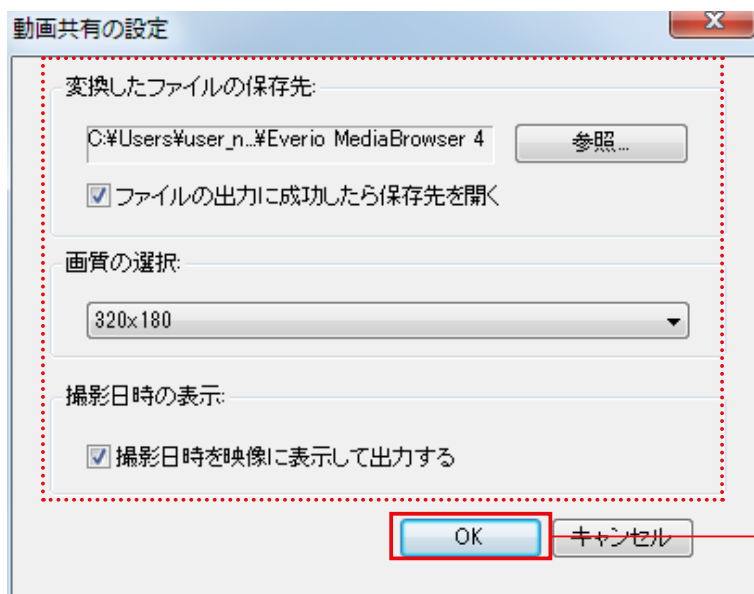 動画共有の設定
変換したファイルの保存先:
C:¥Users¥user_n...¥Everio MediaBrowser 4
参照...
ファイルの出力に成功したら保存先を開く
画質の選択:
320x180
撮影日時の表示:
撮影日時を映像に表示して出力する
OK
キャンセル